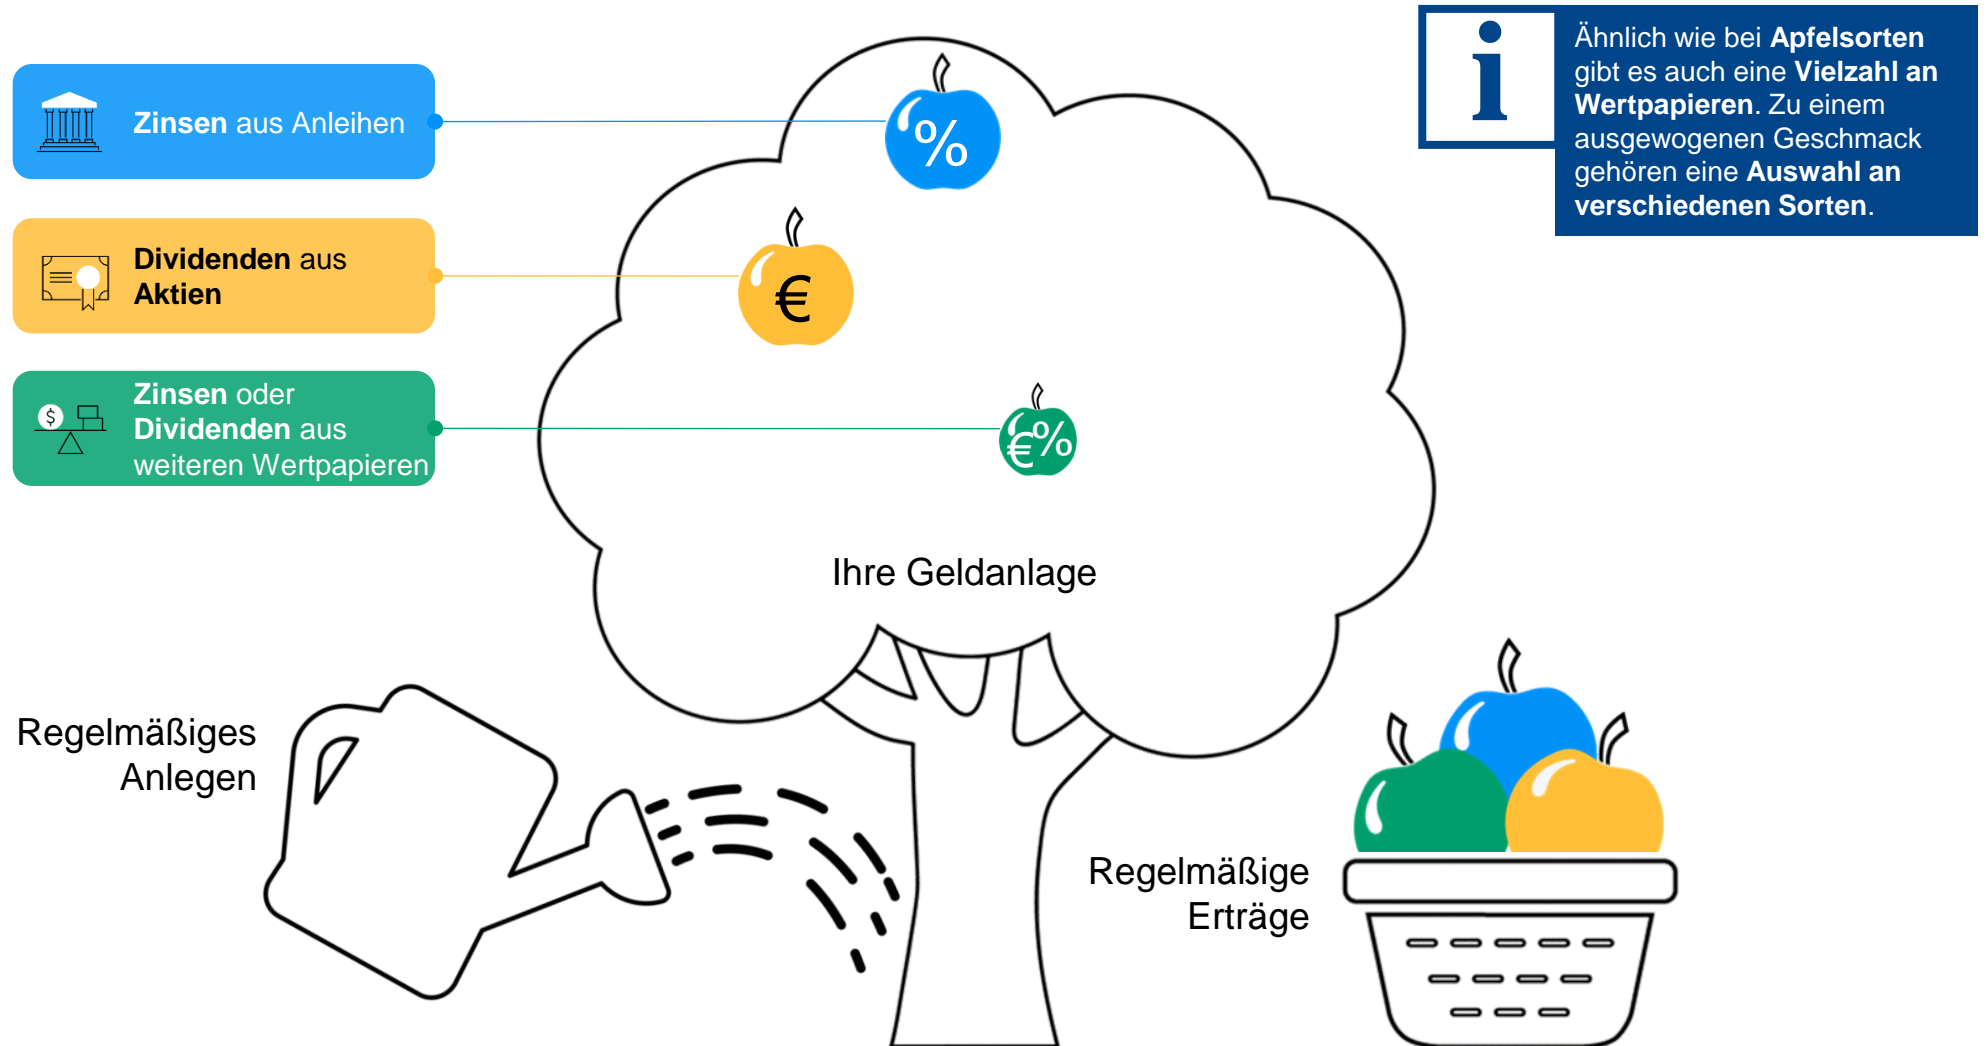 Zinsen aus Anleihen
%
Dividenden aus
Aktien
€
Zinsen oder
Dividenden aus
weiteren Wertpapieren
$
€%
i
Ähnlich wie bei Apfelsorten
gibt es auch eine Vielzahl an
Wertpapieren. Zu einem
ausgewogenen Geschmack
gehören eine Auswahl an
verschiedenen Sorten.
Ihre Geldanlage
Regelmäßiges
Anlegen
Regelmäßige
Erträge